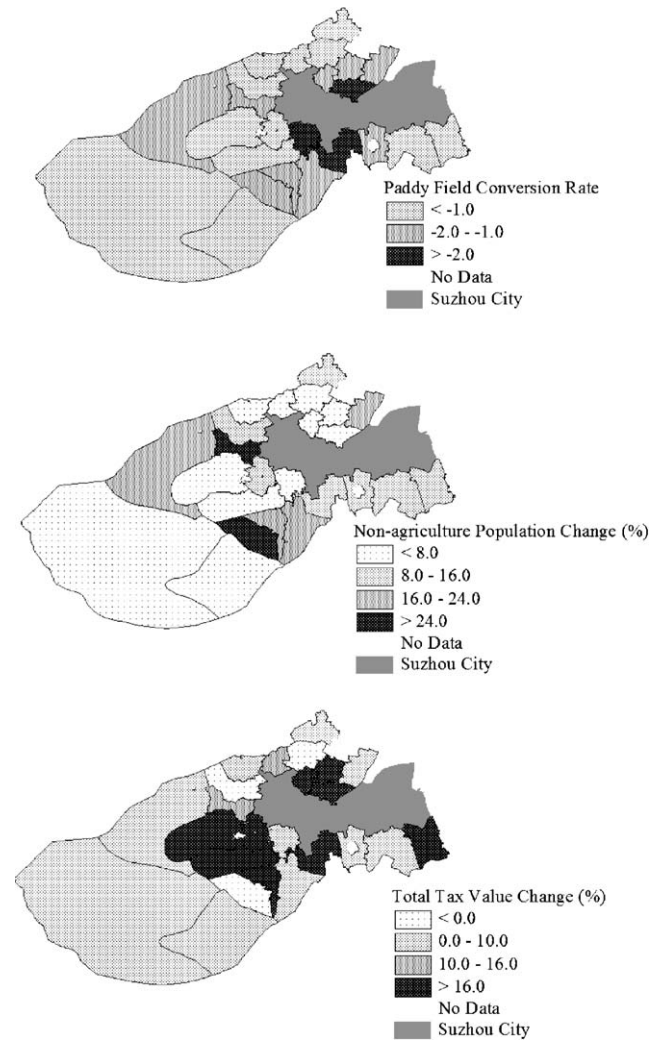 Paddy Field Conversion Rate
< -1.0
-2.0 - -1.0
> -2.0
No Data
Suzhou City
Non-agriculture Population Change (%)
< 8.0
8.0 - 16.0
16.0 - 24.0
> 24.0
No Data
Suzhou City
Total Tax Value Change (%)
< 0.0
0.0 - 10.0
10.0 - 16.0
> 16.0
No Data
Suzhou City